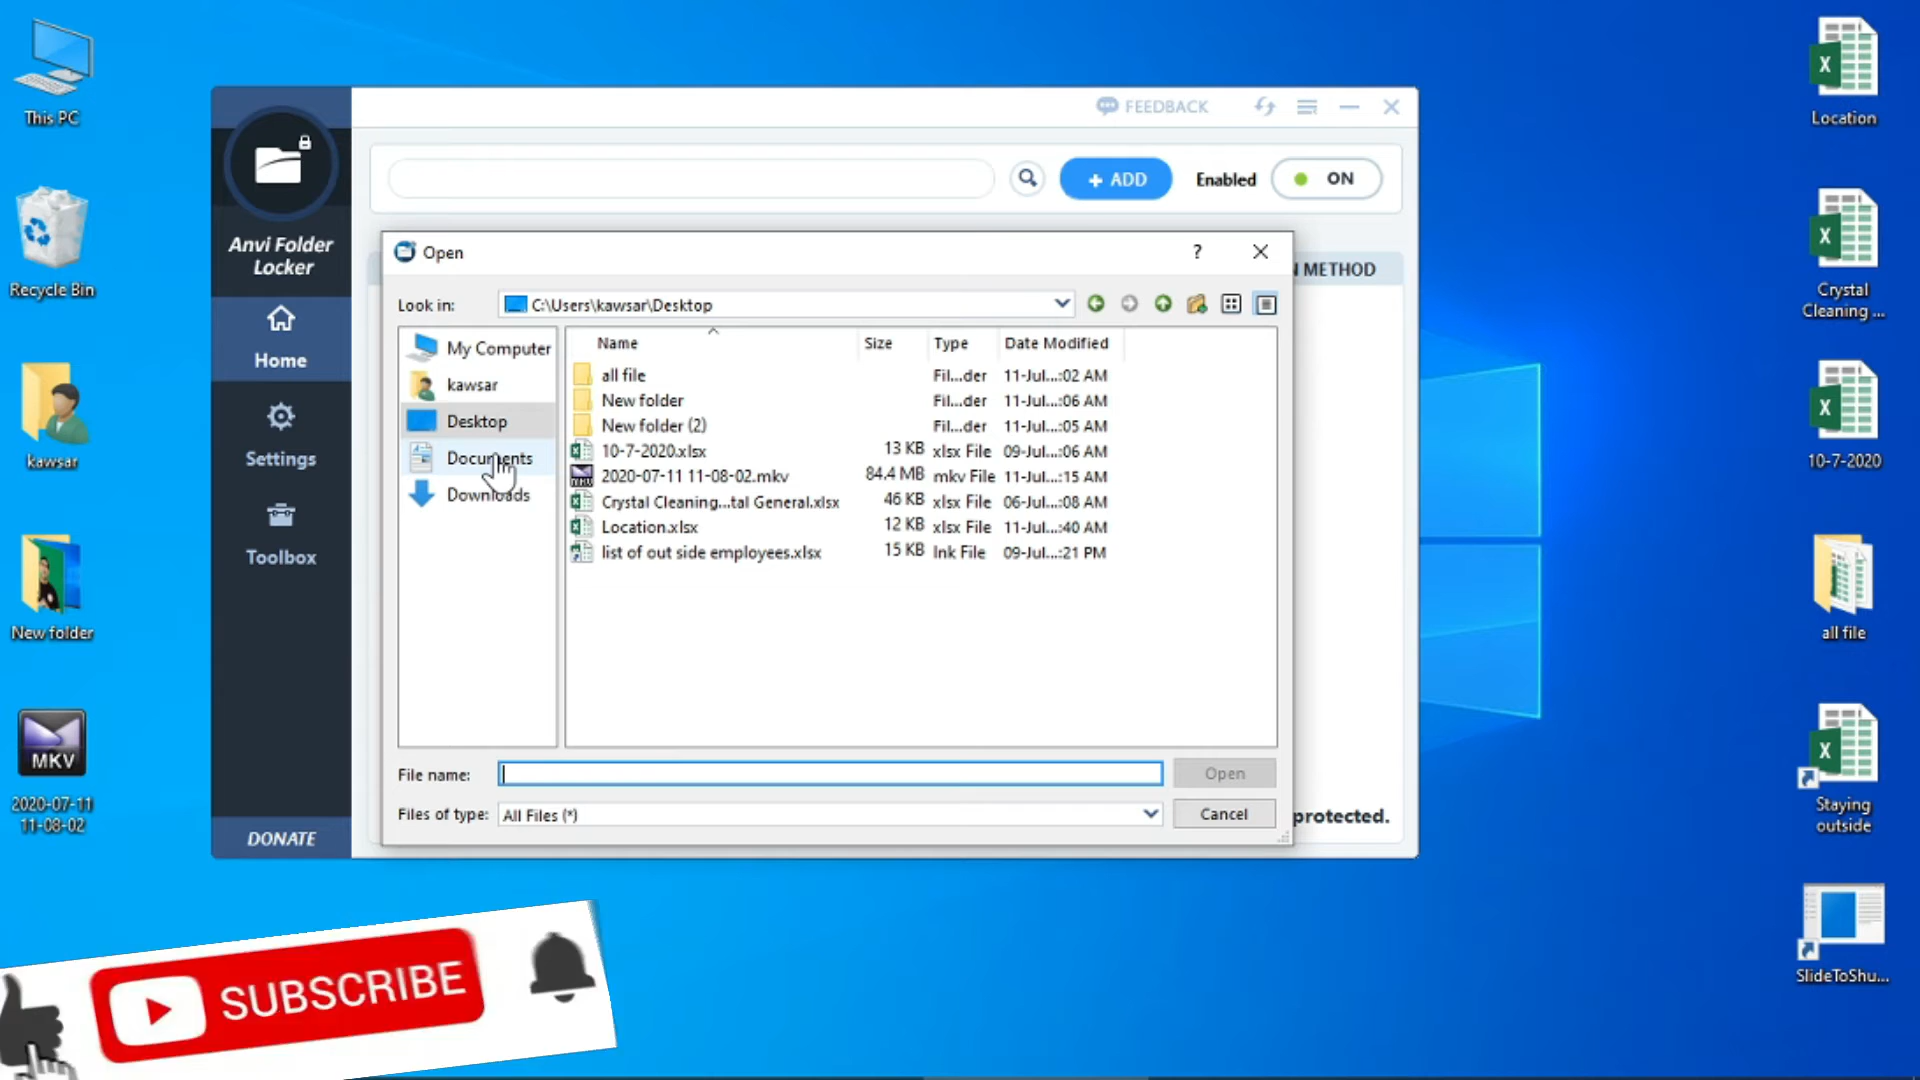 This PC
Recycle Bin
kawsar
New folder
MKV
2020-07-11
11-08-02
Anvi Folder
Locker
Home
Settings
Toolbox
DONATE
FEEDBACK
+ ADD
Enabled
ON
N METHOD
protected.
Open
?
Look in:
C:\Users\kawsar\Desktop
My Computer
kawsar
Desktop
Documents
Downloads
Name Size Type Date Modified
all file Fil...der 11-Jul...:02 AM
New folder Fil...der 11-Jul...:06 AM
New folder (2) Fil...der 11-Jul...:05 AM
10-7-2020.xlsx 13 KB xlsx File 09-Jul...:06 AM
2020-07-11 11-08-02.mkv 84.4 MB mkv File 11-Jul...:15 AM
Crystal Cleaning...tal General.xlsx 46 KB xlsx File 06-Jul...:08 AM
Location.xlsx 12 KB xlsx File 11-Jul...:40 AM
list of out side employees.xlsx 15 KB lnk File 09-Jul...:21 PM
File name:
Open
Files of type: All Files (*)
Cancel
Location
Crystal
Cleaning ...
10-7-2020
all file
Staying
outside
SlideToShu...
SUBSCRIBE